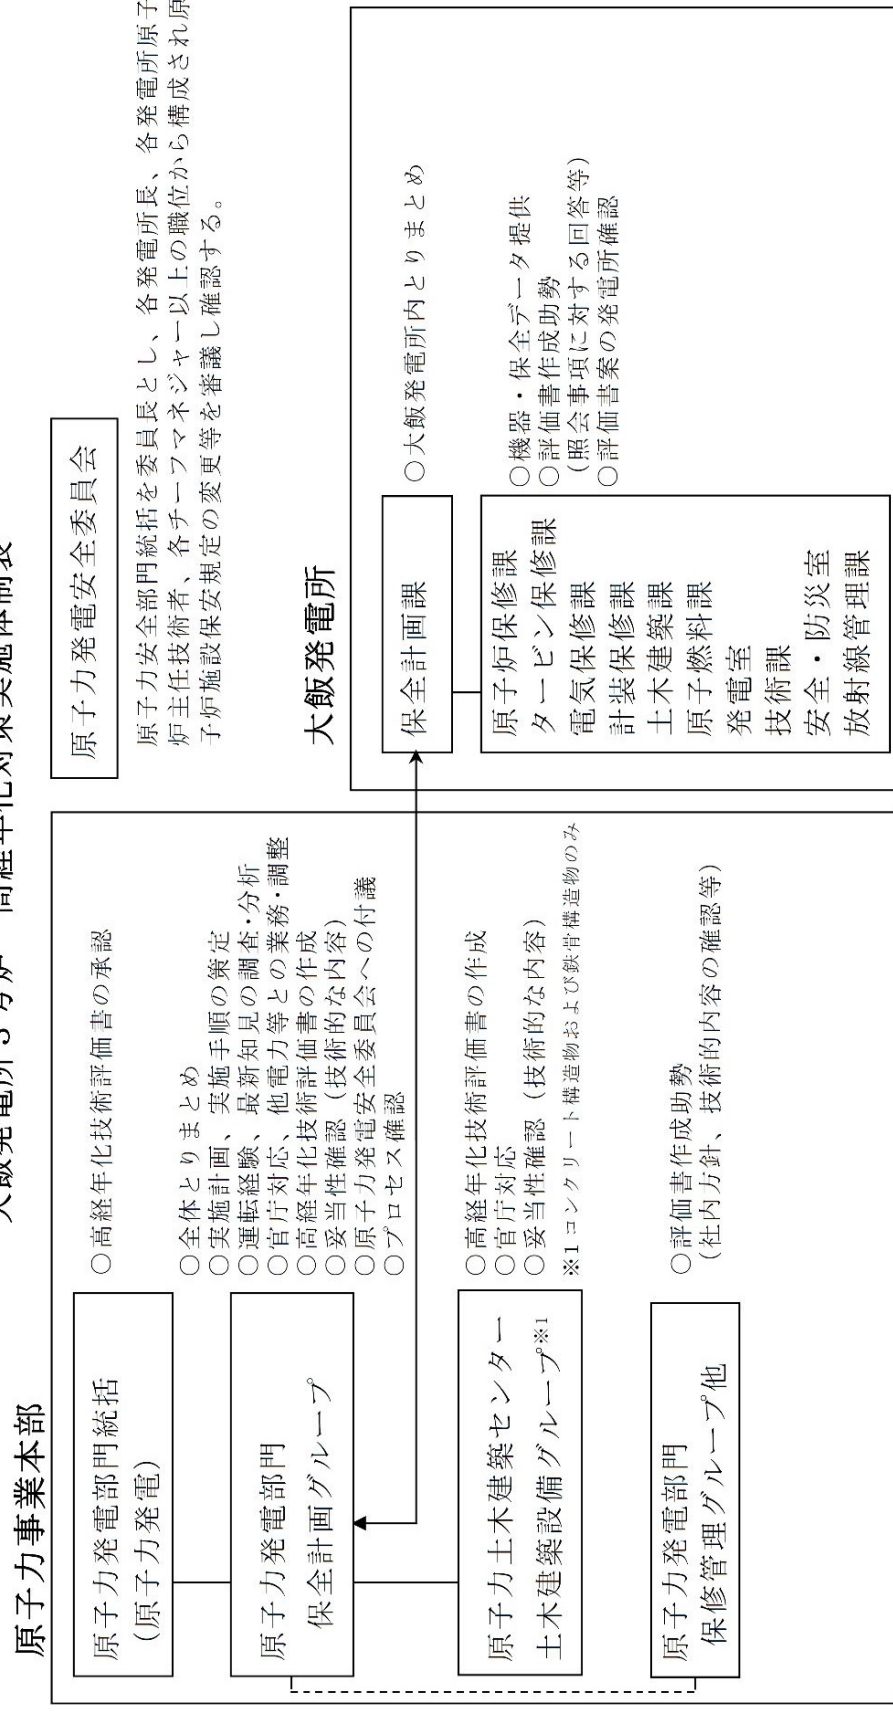 大飯発電所3号炉 高経年化対策実施体制表
原子力事業本部
原子力発電部門統括
(原子力発電)
○高経年化技術評価書の承認
原子力発電部門
保全計画グループ
○全体とりまとめ
○実施計画、実施手順の策定
○運転経験、最新知見の調査・分析
○官庁対応、他電力等との業務・調整
○高経年化技術評価書の作成
○妥当性確認(技術的な内容)
○原子力発電安全委員会への付議
○プロセス確認
原子力土木建築センター
土木建築設備グループ※1
○高経年化技術評価書の作成
○官庁対応
○妥当性確認(技術的な内容)
※1 コンクリート構造物および鉄骨構造物のみ
原子力発電部門
保修管理グループ他
○評価書作成助勢
(社内方針、技術的内容の確認等)
原子力発電安全委員会
原子力安全部門統括を委員長とし、各発電所長、各発電所原子
炉主任技術者、各チーフマネジャー以上の職位から構成され原
子炉施設保安規定の変更等を審議し確認する。
大飯発電所
保全計画課
○大飯発電所内とりまとめ
原子炉保修課
タービン保修課
電気保修課
計装保修課
土木建築課
原子燃料課
発電室
技術課
安全・防災室
放射線管理課
○機器・保全データ提供
○評価書作成助勢
(照会事項に対する回答等)
○評価書案の発電所確認